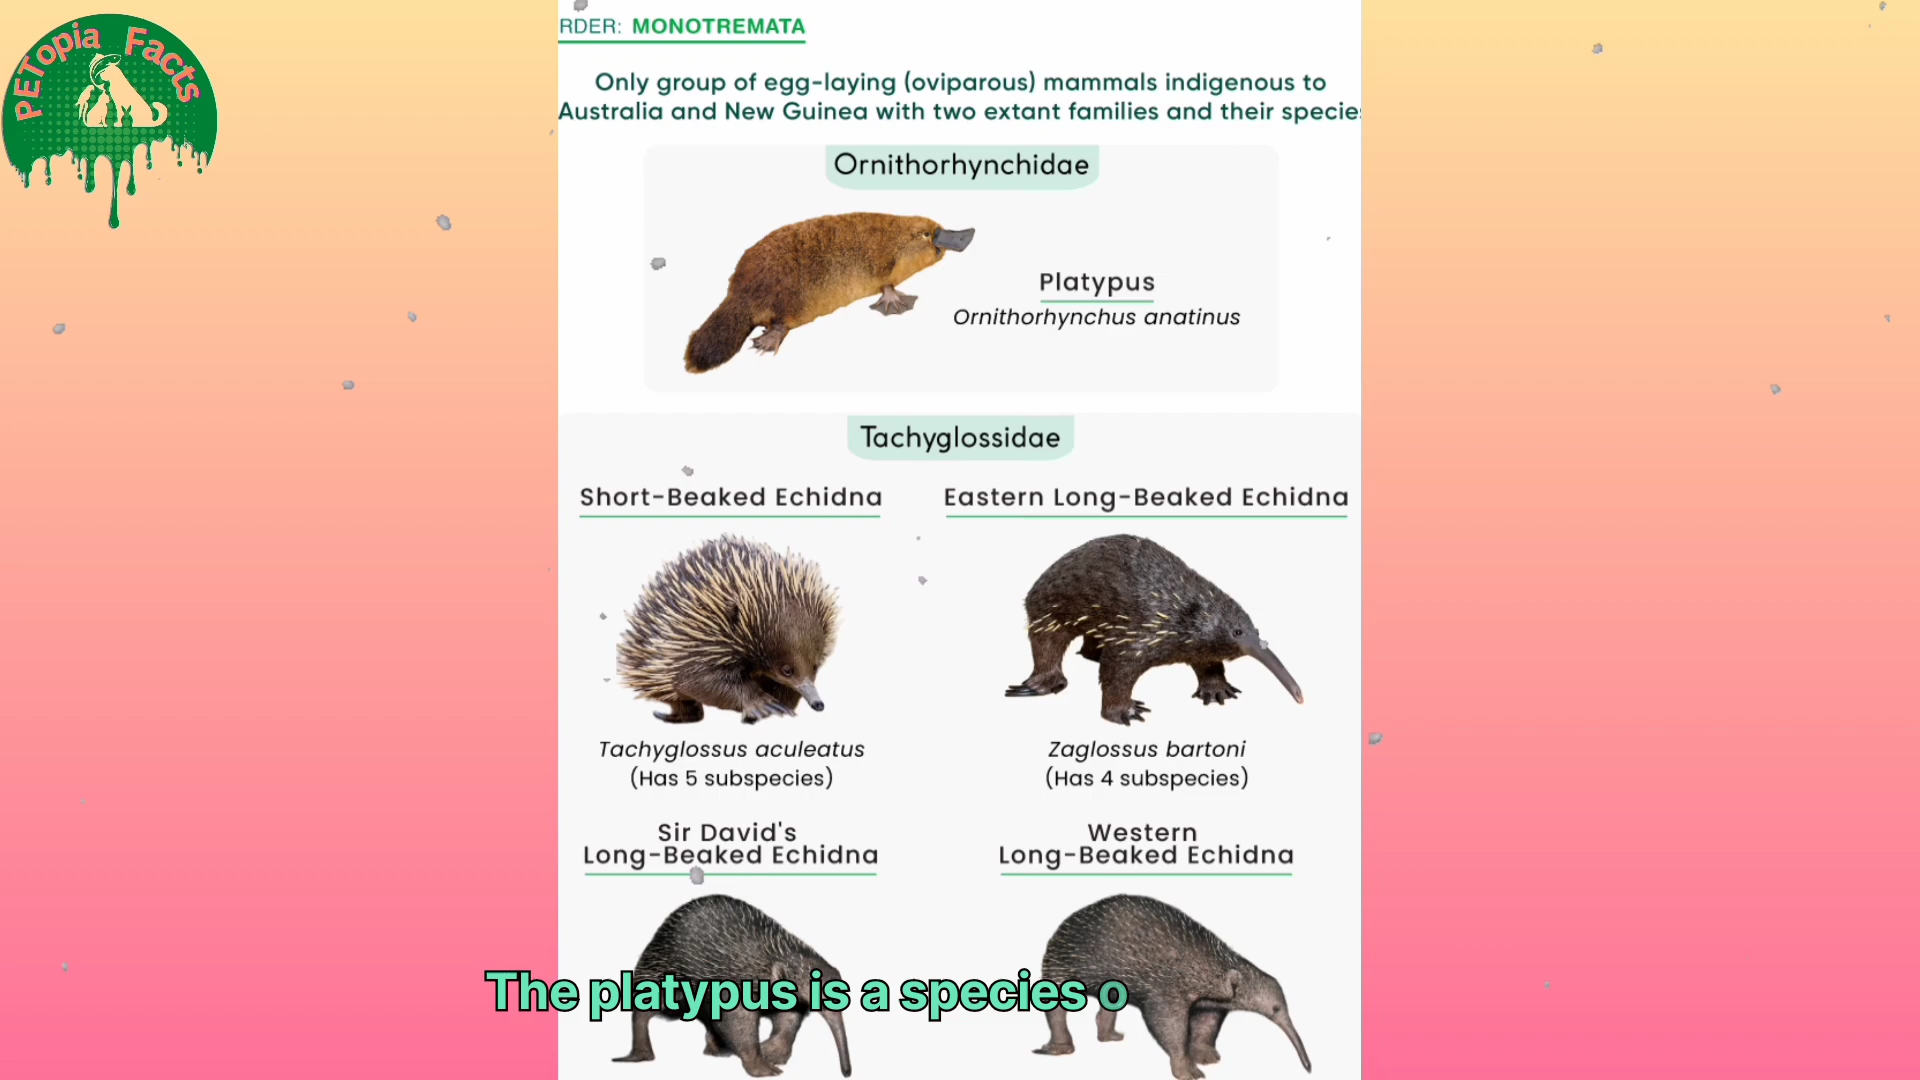 PETopia Facts
RDER: MONOTREMATA
Only group of egg-laying (oviparous) mammals indigenous to
Australia and New Guinea with two extant families and their specie
Ornithorhynchidae
Platypus
Ornithorhynchus anatinus
Tachyglossidae
Short-Beaked Echidna
Eastern Long-Beaked Echidna
Tachyglossus aculeatus
(Has 5 subspecies)
Zaglossus bartoni
(Has 4 subspecies)
Sir David's
Long-Beaked Echidna
Western
Long-Beaked Echidna
The platypus is a species o